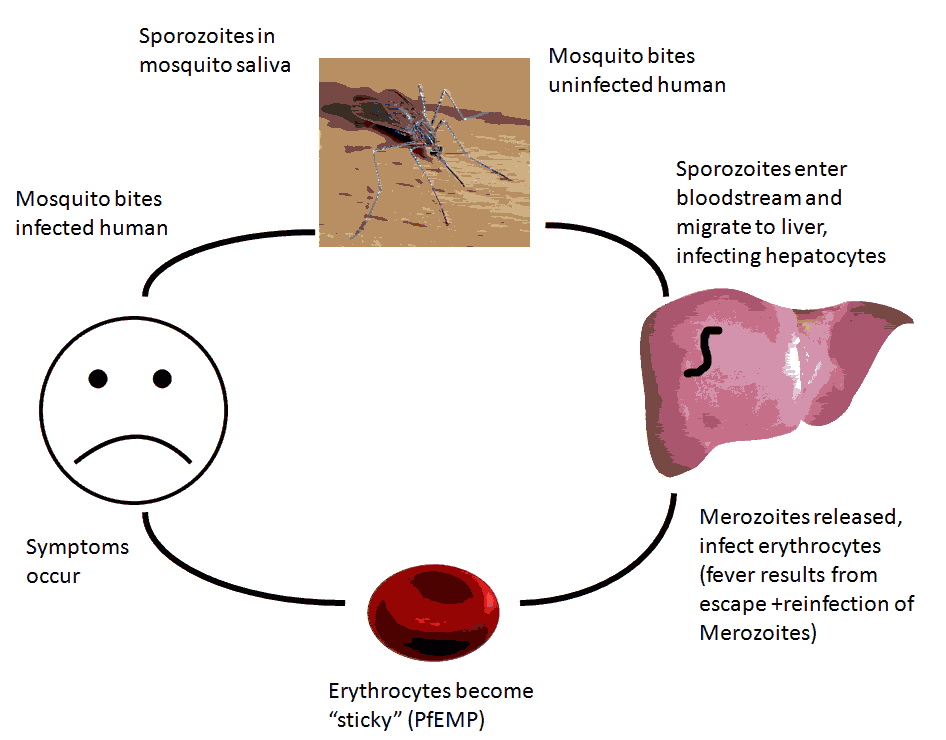 Sporozoites in
mosquito saliva
Mosquito bites
uninfected human
Sporozoites enter
bloodstream and
migrate to liver,
infecting hepatocytes
Merozoites released,
infect erythrocytes
(fever results from
escape +reinfection of
Merozoites)
Erythrocytes become
“sticky” (PfEMP)
Symptoms
occur
Mosquito bites
infected human